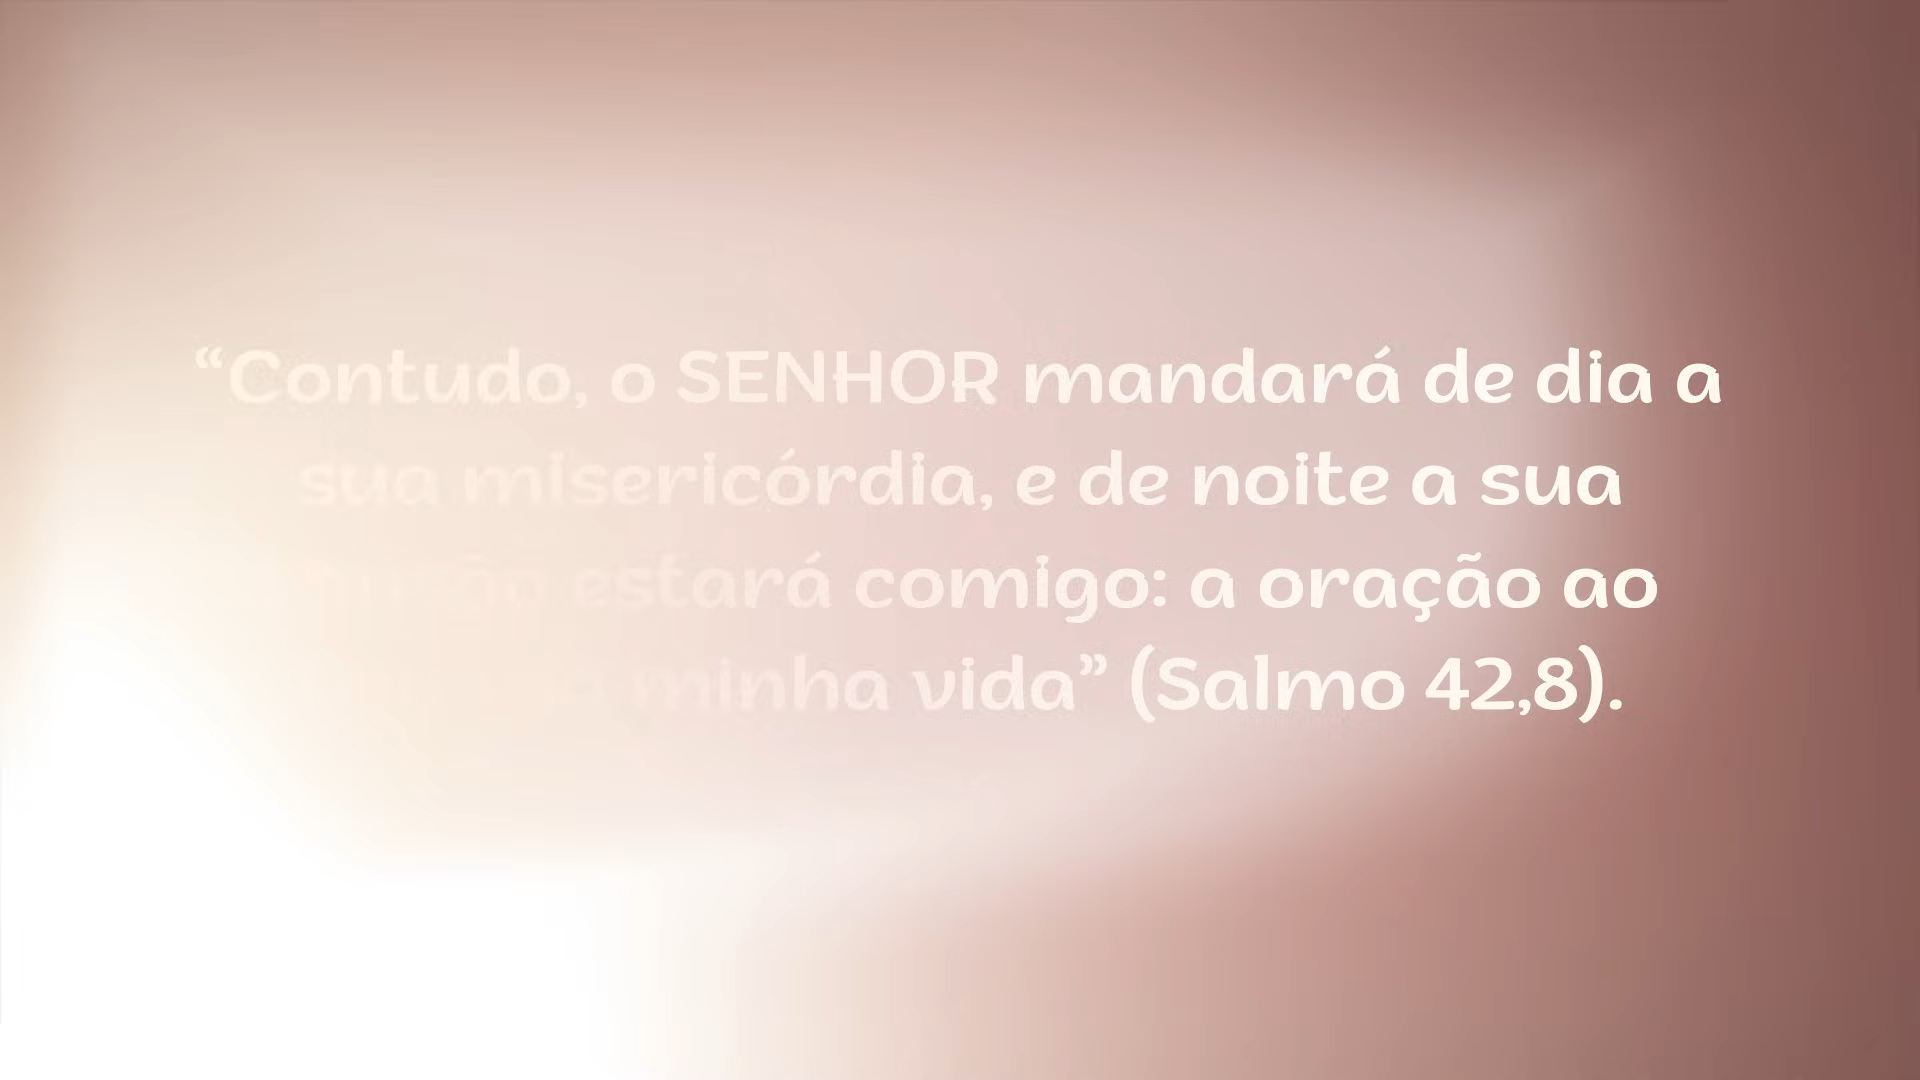 “Contudo, o SENHOR mandará de dia a
sua misericórdia, e de noite a sua
estará comigo: a oração ao
minha vida” (Salmo 42,8).